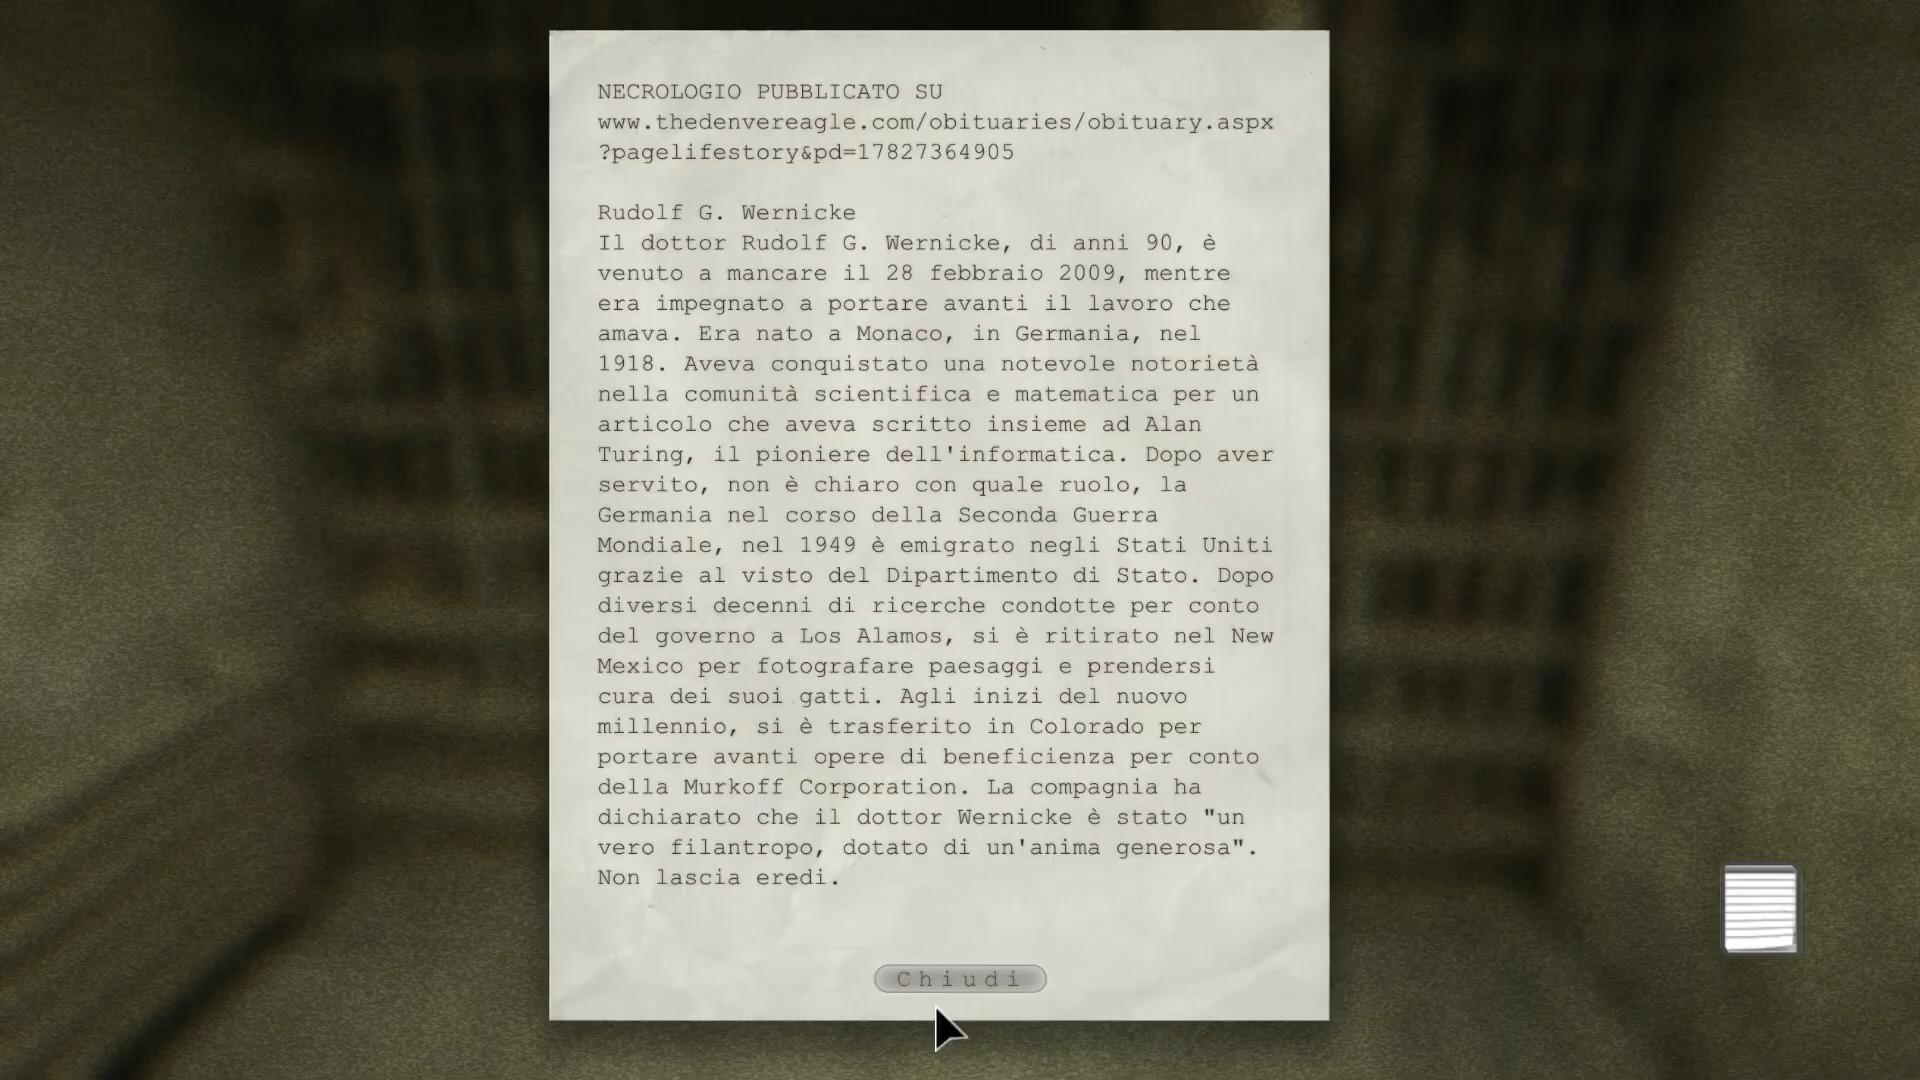 NECROLOGIO PUBBLICATO SU
www.thedenvereagle.com/obituaries/obituary.aspx
?pagelifestory&pd=17827364905
Rudolf G. Wernicke
Il dottor Rudolf G. Wernicke, di anni 90, è
venuto a mancare il 28 febbraio 2009, mentre
era impegnato a portare avanti il lavoro che
amava. Era nato a Monaco, in Germania, nel
1918. Aveva conquistato una notevole notorietà
nella comunità scientifica e matematica per un
articolo che aveva scritto insieme ad Alan
Turing, il pioniere dell'informatica. Dopo aver
servito, non è chiaro con quale ruolo, la
Germania nel corso della Seconda Guerra
Mondiale, nel 1949 è emigrato negli Stati Uniti
grazie al visto del Dipartimento di Stato. Dopo
diversi decenni di ricerche condotte per conto
del governo a Los Alamos, si è ritirato nel New
Mexico per fotografare paesaggi e prendersi
cura dei suoi gatti. Agli inizi del nuovo
millennio, si è trasferito in Colorado per
portare avanti opere di beneficienza per conto
della Murkoff Corporation. La compagnia ha
dichiarato che il dottor Wernicke è stato "un
vero filantropo, dotato di un'anima generosa".
Non lascia eredi.
Chiudi